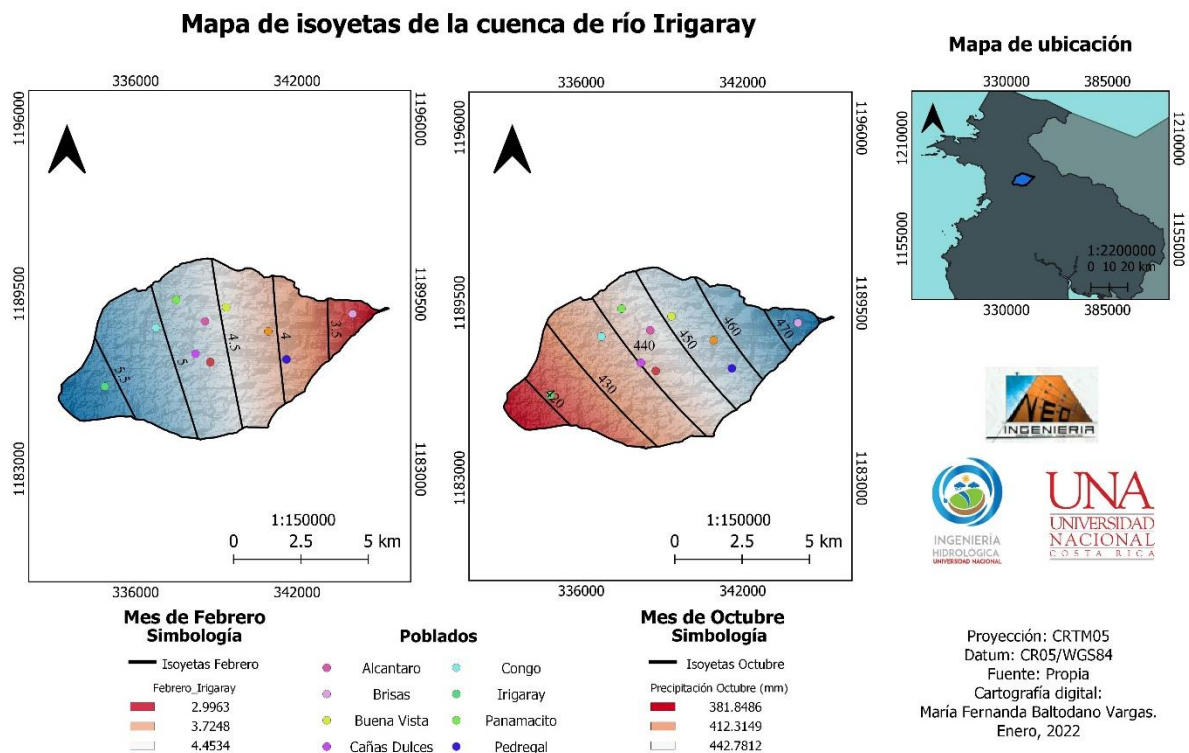 Mapa de isoyetas de la cuenca de río Irigaray
336000
342000
1196000
1196000
1189500
1189500
1183000
1183000
5.5
5
4.5
4
3.5
1:150000
0 2.5 5 km
336000
342000
336000
342000
1196000
1196000
1189500
1189500
1183000
1183000
420
430
440
450
460
470
1:150000
0 2.5 5 km
336000
342000
Mapa de ubicación
330000
385000
1210000
1210000
1155000
1155000
1:2200000
0 10 20 km
330000
385000
NEO
INGENIERIA
INGENIERÍA
HIDROLÓGICA
UNIVERSIDAD NACIONAL
UNA
UNIVERSIDAD
NACIONAL
COSTA RICA
Mes de Febrero
Simbología
Isoyetas Febrero
Febrero_Irigaray
2.9963
3.7248
4.4534
Poblados
Alcantaro
Brisas
Buena Vista
Cañas Dulces
Congo
Irigaray
Panamacito
Pedregal
Mes de Octubre
Simbología
Isoyetas Octubre
Precipitación Octubre (mm)
381.8486
412.3149
442.7812
Proyección: CRTM05
Datum: CR05/WGS84
Fuente: Propia
Cartografía digital:
María Fernanda Baltodano Vargas.
Enero, 2022